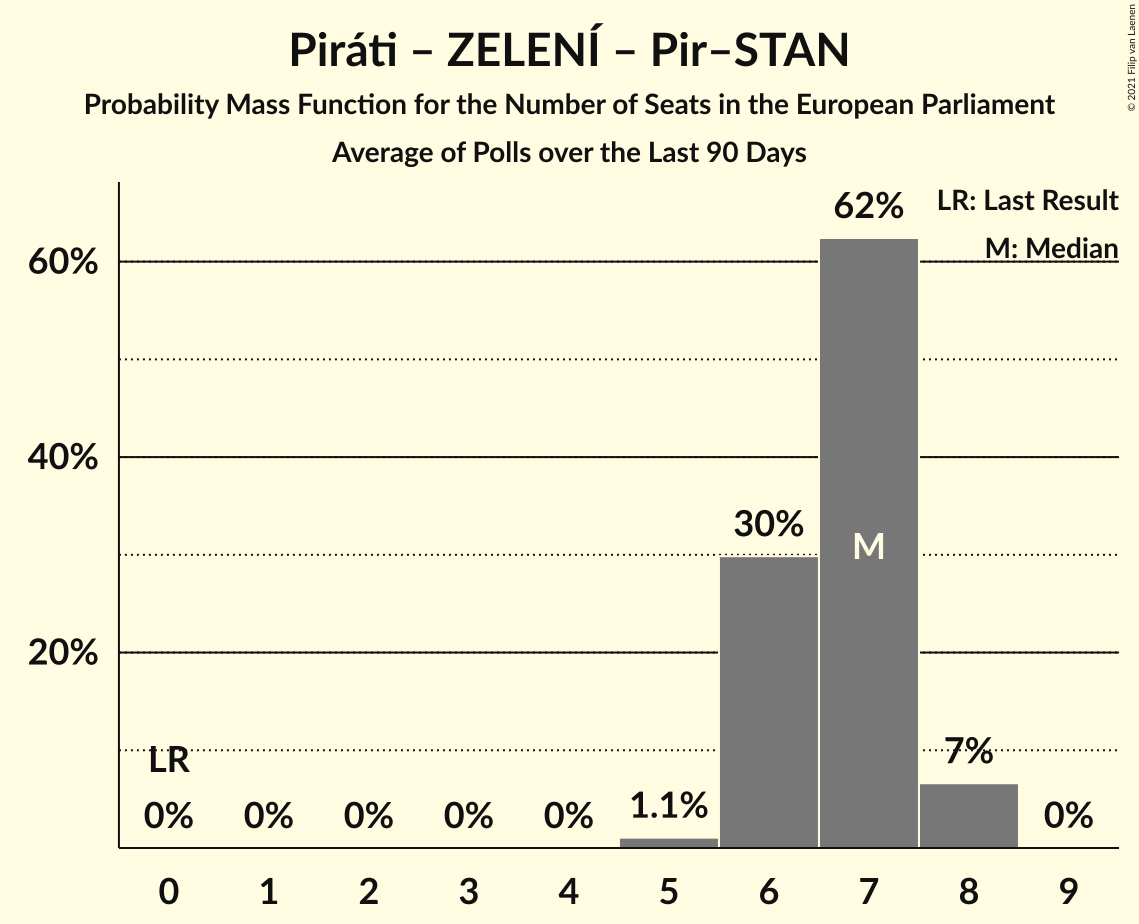 Piráti – ZELENÍ – Pir–STAN
Probability Mass Function for the Number of Seats in the European Parliament
Average of Polls over the Last 90 Days
© 2021 Filip van Laenen
LR: Last Result
M: Median
62%
60%
40%
30%
M
20%
LR
7%
0%
0%
0%
0%
0%
1.1%
0%
0
1
2
3
4
5
6
7
8
9